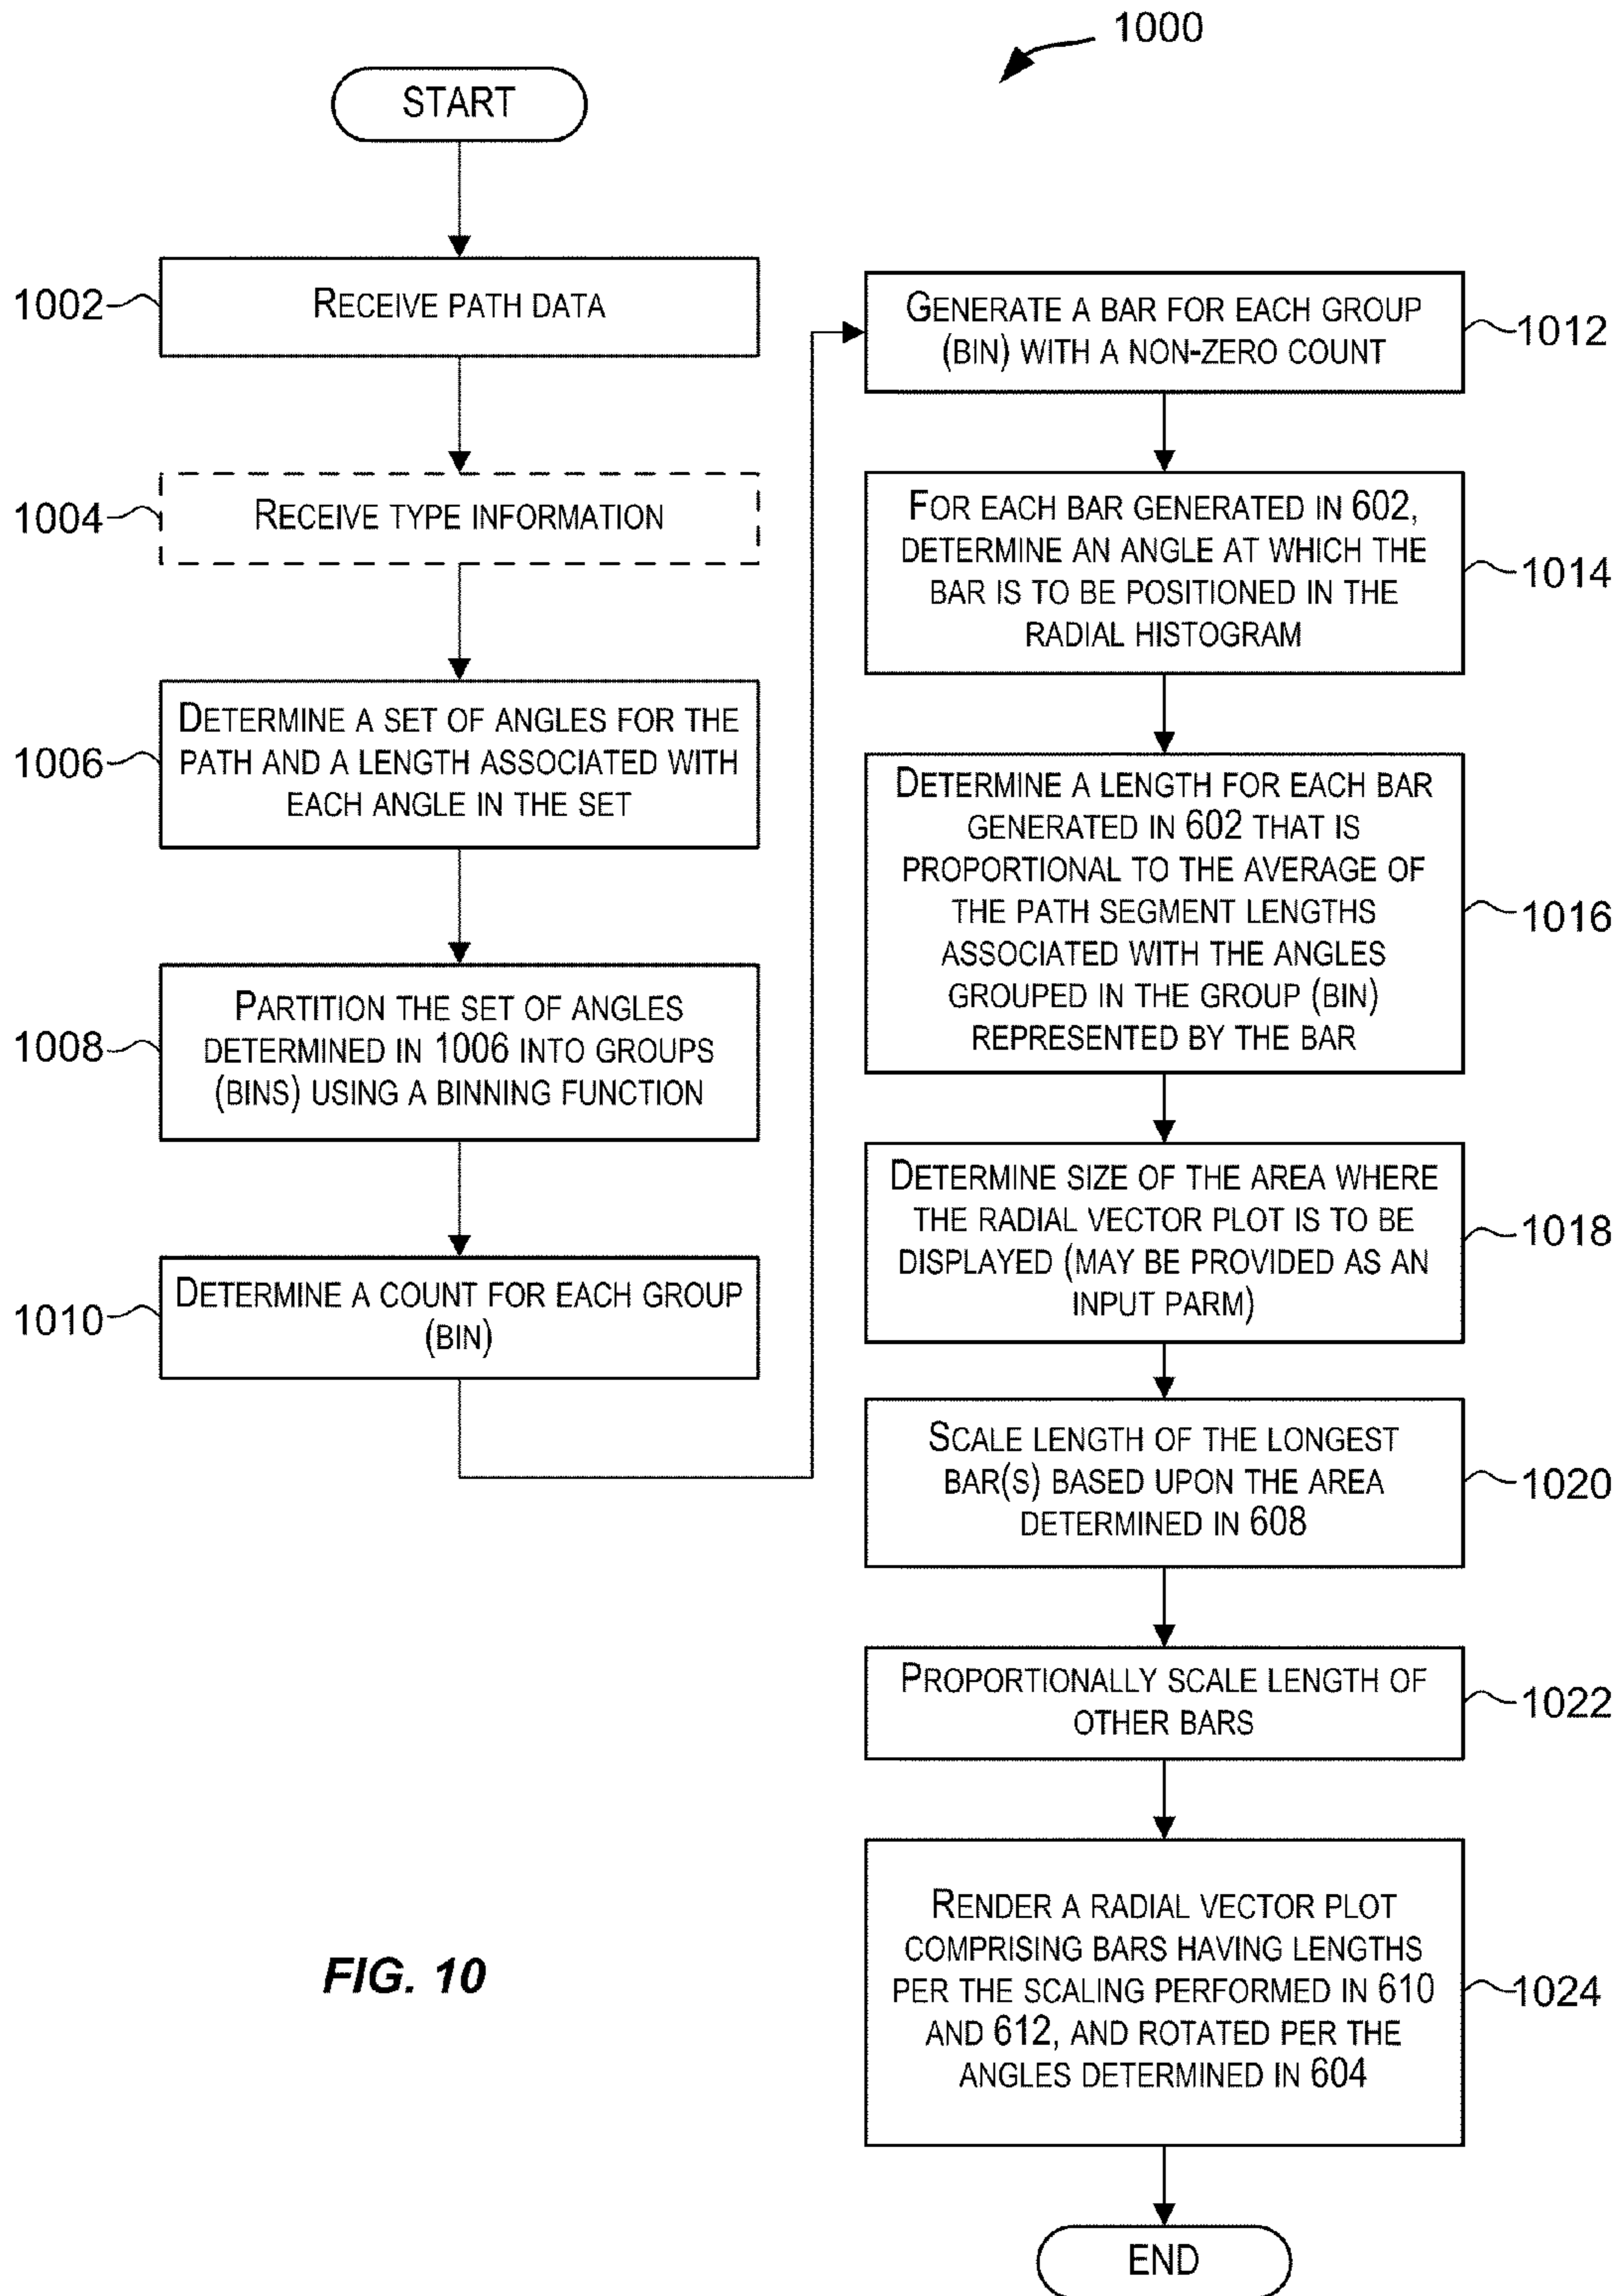 1000
START
1002
RECEIVE PATH DATA
1004
RECEIVE TYPE INFORMATION
1006
DETERMINE A SET OF ANGLES FOR THE
PATH AND A LENGTH ASSOCIATED WITH
EACH ANGLE IN THE SET
1008
PARTITION THE SET OF ANGLES
DETERMINED IN 1006 INTO GROUPS
(BINS) USING A BINNING FUNCTION
1010
DETERMINE A COUNT FOR EACH GROUP
(BIN)
GENERATE A BAR FOR EACH GROUP
(BIN) WITH A NON-ZERO COUNT
1012
FOR EACH BAR GENERATED IN 602,
DETERMINE AN ANGLE AT WHICH THE
BAR IS TO BE POSITIONED IN THE
RADIAL HISTOGRAM
1014
DETERMINE A LENGTH FOR EACH BAR
GENERATED IN 602 THAT IS
PROPORTIONAL TO THE AVERAGE OF
THE PATH SEGMENT LENGTHS
ASSOCIATED WITH THE ANGLES
GROUPED IN THE GROUP (BIN)
REPRESENTED BY THE BAR
1016
DETERMINE SIZE OF THE AREA WHERE
THE RADIAL VECTOR PLOT IS TO BE
DISPLAYED (MAY BE PROVIDED AS AN
INPUT PARM)
1018
SCALE LENGTH OF THE LONGEST
BAR(S) BASED UPON THE AREA
DETERMINED IN 608
1020
PROPORTIONALLY SCALE LENGTH OF
OTHER BARS
1022
RENDER A RADIAL VECTOR PLOT
COMPRISING BARS HAVING LENGTHS
PER THE SCALING PERFORMED IN 610
AND 612, AND ROTATED PER THE
ANGLES DETERMINED IN 604
1024
END
FIG. 10